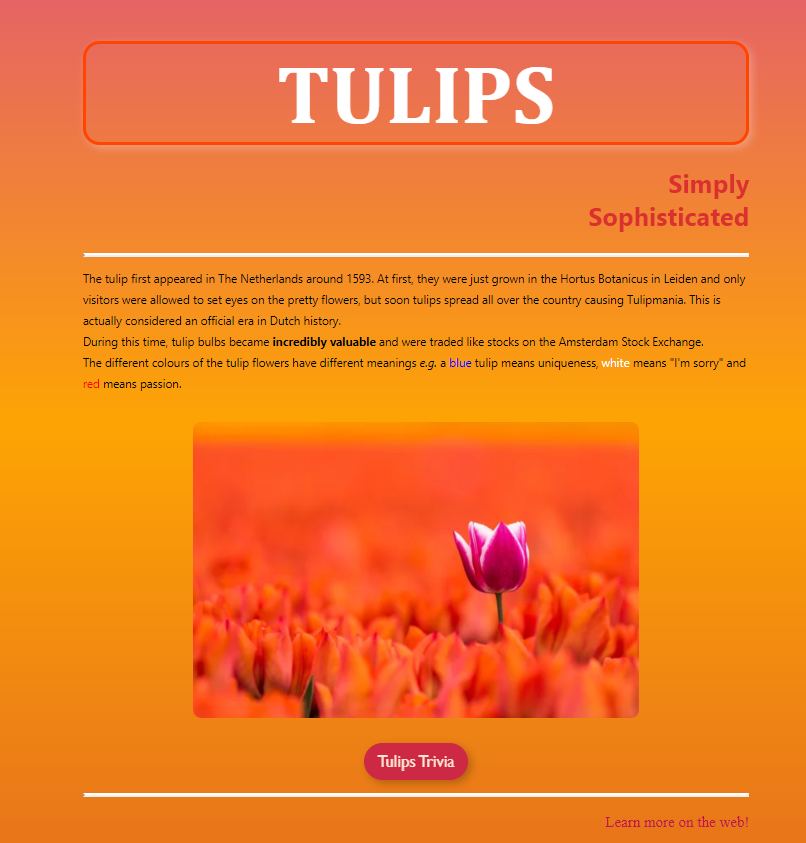 TULIPS
Simply
Sophisticated
The tulip first appeared in The Netherlands around 1593. At first, they were just grown in the Hortus Botanicus in Leiden and only
visitors were allowed to set eyes on the pretty flowers, but soon tulips spread all over the country causing Tulipmania. This is
actually considered an official era in Dutch history.
During this time, tulip bulbs became incredibly valuable and were traded like stocks on the Amsterdam Stock Exchange.
The different colours of the tulip flowers have different meanings e.g. a blue tulip means uniqueness, white means "I'm sorry" and
red means passion.
Tulips Trivia
Learn more on the web!